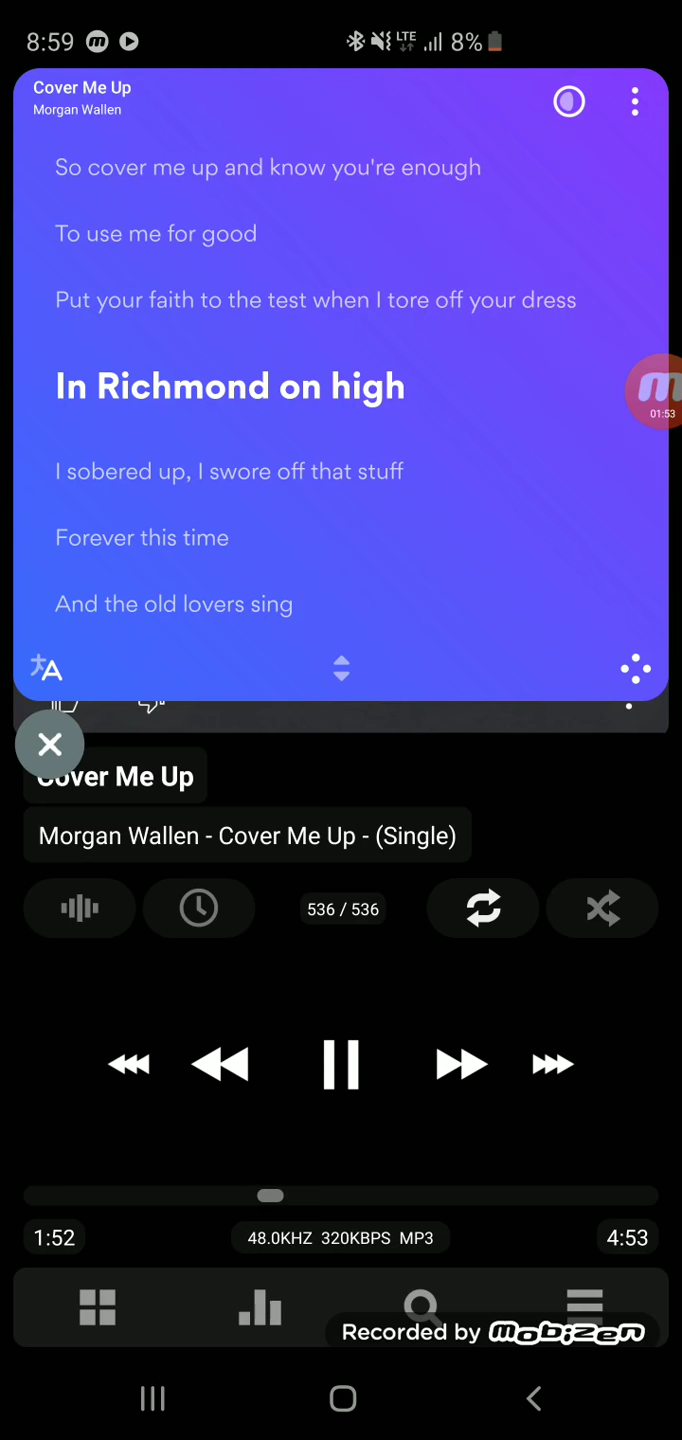 8:59
LTE
8%
Cover Me Up
Morgan Wallen
So cover me up and know you're enough
To use me for good
Put your faith to the test when I tore off your dress
In Richmond on high
01:53
I sobered up, I swore off that stuff
Forever this time
And the old lovers sing
Cover Me Up
Morgan Wallen - Cover Me Up - (Single)
536 / 536
1:52
48.0KHZ 320KBPS MP3
4:53
Recorded by mobizen